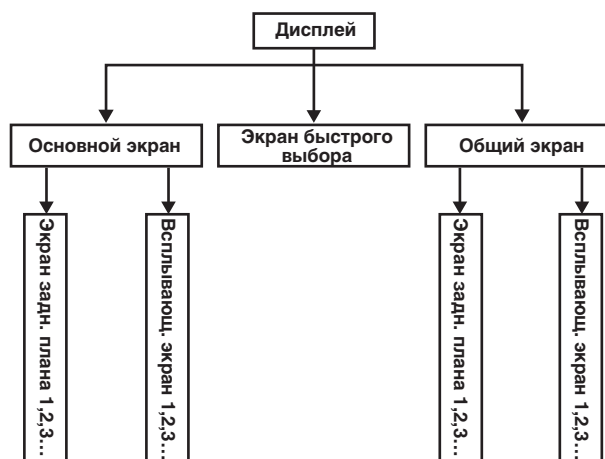 Дисплей
Основной экран
Экран быстрого
выбора
Общий экран
Экран задн. плана 1,2,3...
Всплывающ. экран 1,2,3...
Экран задн. плана 1,2,3...
Всплывающ. экран 1,2,3...